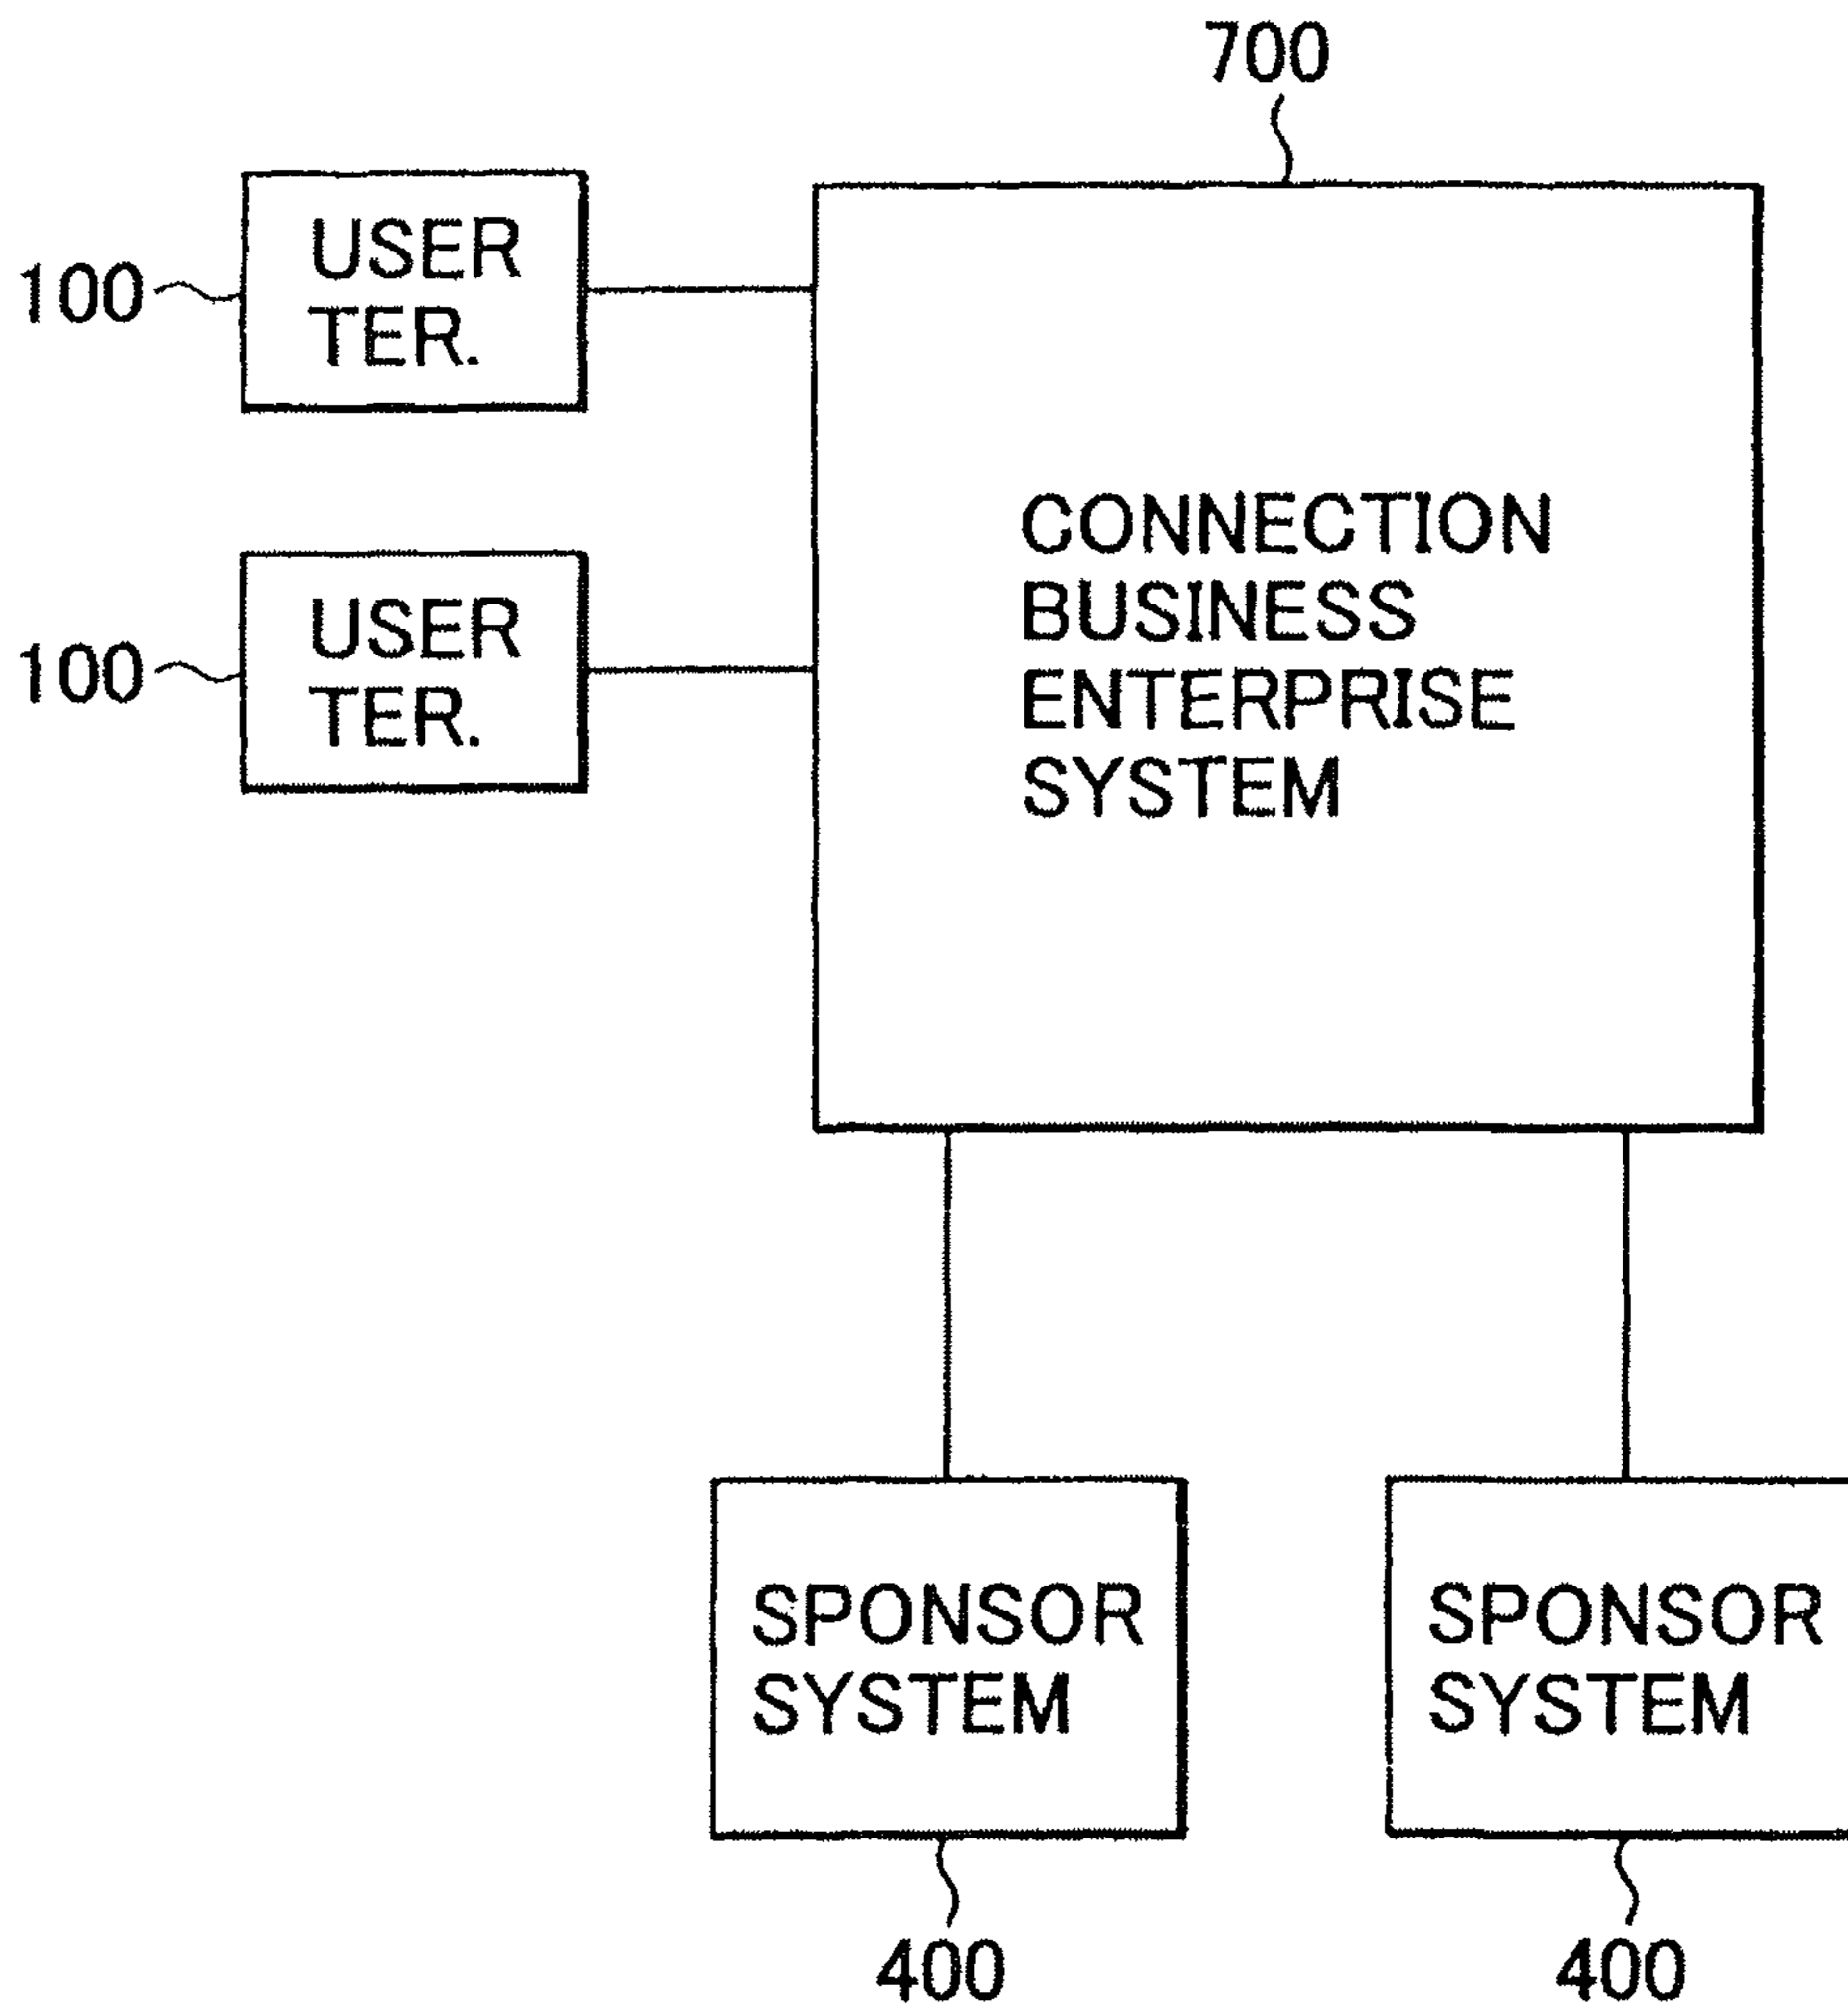 700
100
USER
TER.
100
USER
TER.
CONNECTION
BUSINESS
ENTERPRISE
SYSTEM
SPONSOR
SYSTEM
SPONSOR
SYSTEM
400
400